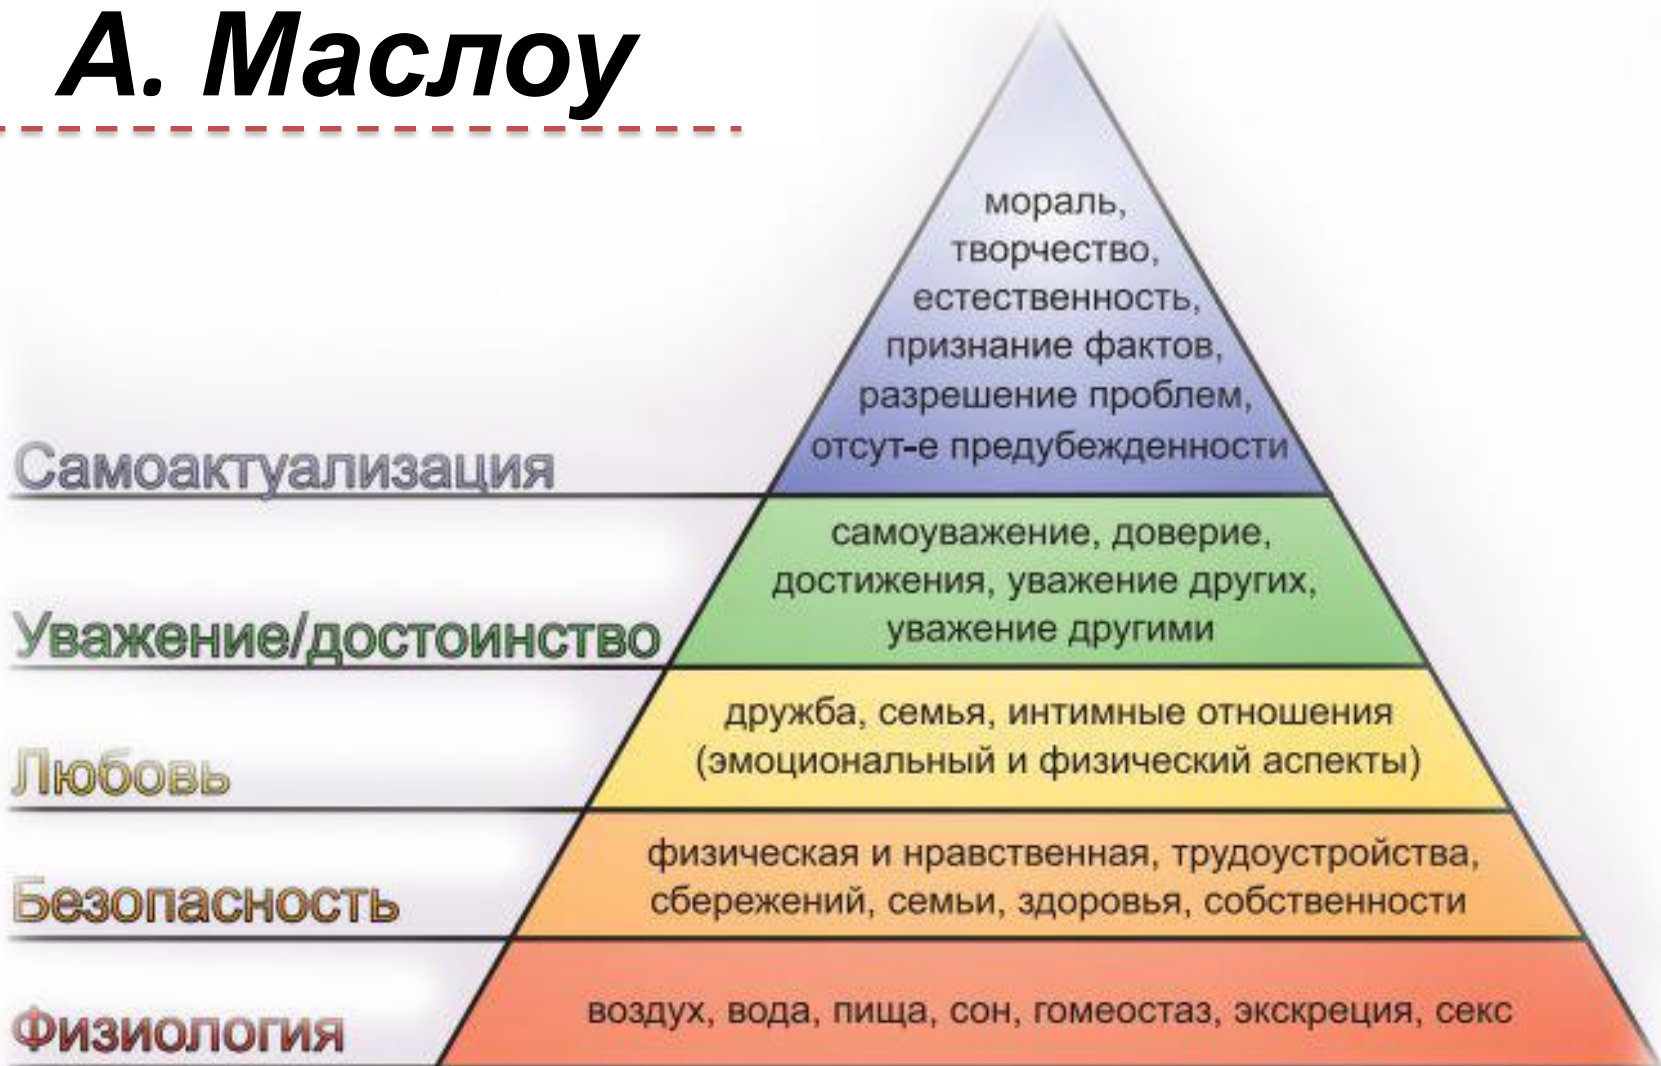 А. Маслоу
мораль,
творчество,
естественность,
признание фактов,
разрешение проблем,
отсут-е предубежденности
Самоактуализация
самоуважение, доверие,
достижения, уважение других,
уважение другими
Уважение/достоинство
дружба, семья, интимные отношения
(эмоциональный и физический аспекты)
Любовь
физическая и нравственная, трудоустройства,
сбережений, семьи, здоровья, собственности
Безопасность
воздух, вода, пища, сон, гомеостаз, экскреция, секс
Физиология